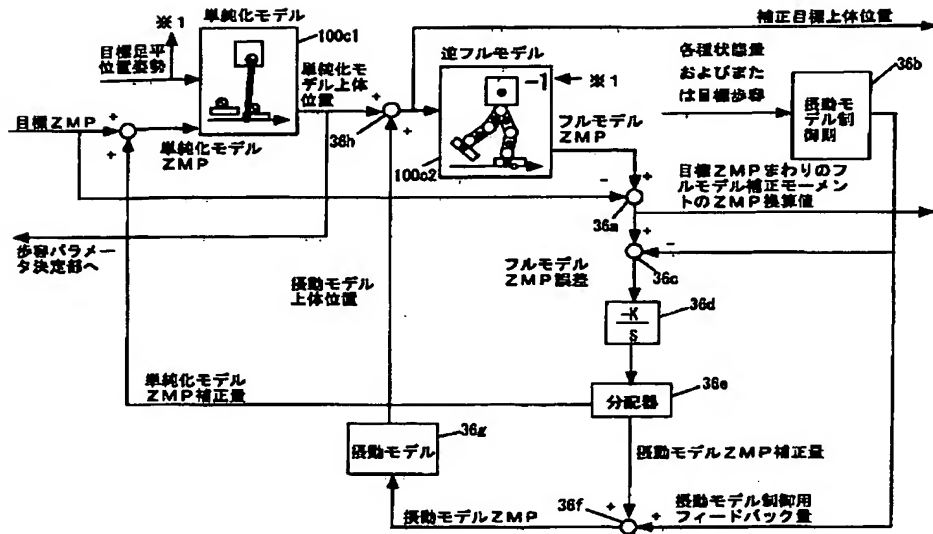 ※1
単純化モデル
100c1
補正目標上体位置
目標足平
位置姿勢
単純化モ
デル上体
位置
逆フルモデル
-1
※1
各種状態量
およびまた
は目標歩容
36b
摂動モ
デル制
御則
目標ZMP
+
+
単純化モデル
ZMP
+
+
36h
フルモデル
ZMP
100c2
目標ZMPまわりのフ
ルモデル補正モーメント
のZMP換算値
+
-
36a
歩容パラメー
タ決定部へ
摂動モデル
上体位置
フルモデル
ZMP誤差
+
-
36c
-K
S
36d
単純化モデル
ZMP補正量
分配器
36e
摂動モデル
36g
摂動モデルZMP補正量
摂動モデルZMP
36f
+
+
摂動モデル制御用
フィードバック量